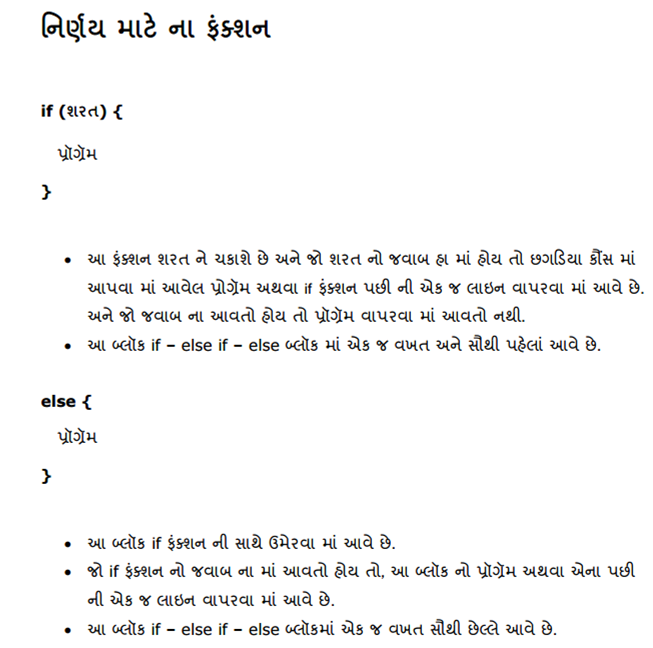 નિર્ણય માટે ના ફંક્શન
if (શરત) {
પ્રૉગ્રૅમ
}
• આ ફંક્શન શરત ને ચકાશે છે અને જો શરત નો જવાબ હા માં હોય તો છગડિયા કૌંસ માં
આપવા માં આવેલ પ્રૉગ્રૅમ અથવા if ફંક્શન પછી ની એક જ લાઇન વાપરવા માં આવે છે.
અને જો જવાબ ના આવતો હોય તો પ્રૉગ્રૅમ વાપરવા માં આવતો નથી.
• આ બ્લૉક if – else if – else બ્લૉક માં એક જ વખત અને સૌથી પહેલાં આવે છે.
else {
પ્રૉગ્રૅમ
}
• આ બ્લૉક if ફંક્શન ની સાથે ઉમેરવા માં આવે છે.
• જો if ફંક્શન નો જવાબ ના માં આવતો હોય તો, આ બ્લૉક નો પ્રૉગ્રૅમ અથવા એના પછી
ની એક જ લાઇન વાપરવા માં આવે છે.
• આ બ્લૉક if – else if – else બ્લૉકમાં એક જ વખત સૌથી છેલ્લે આવે છે.